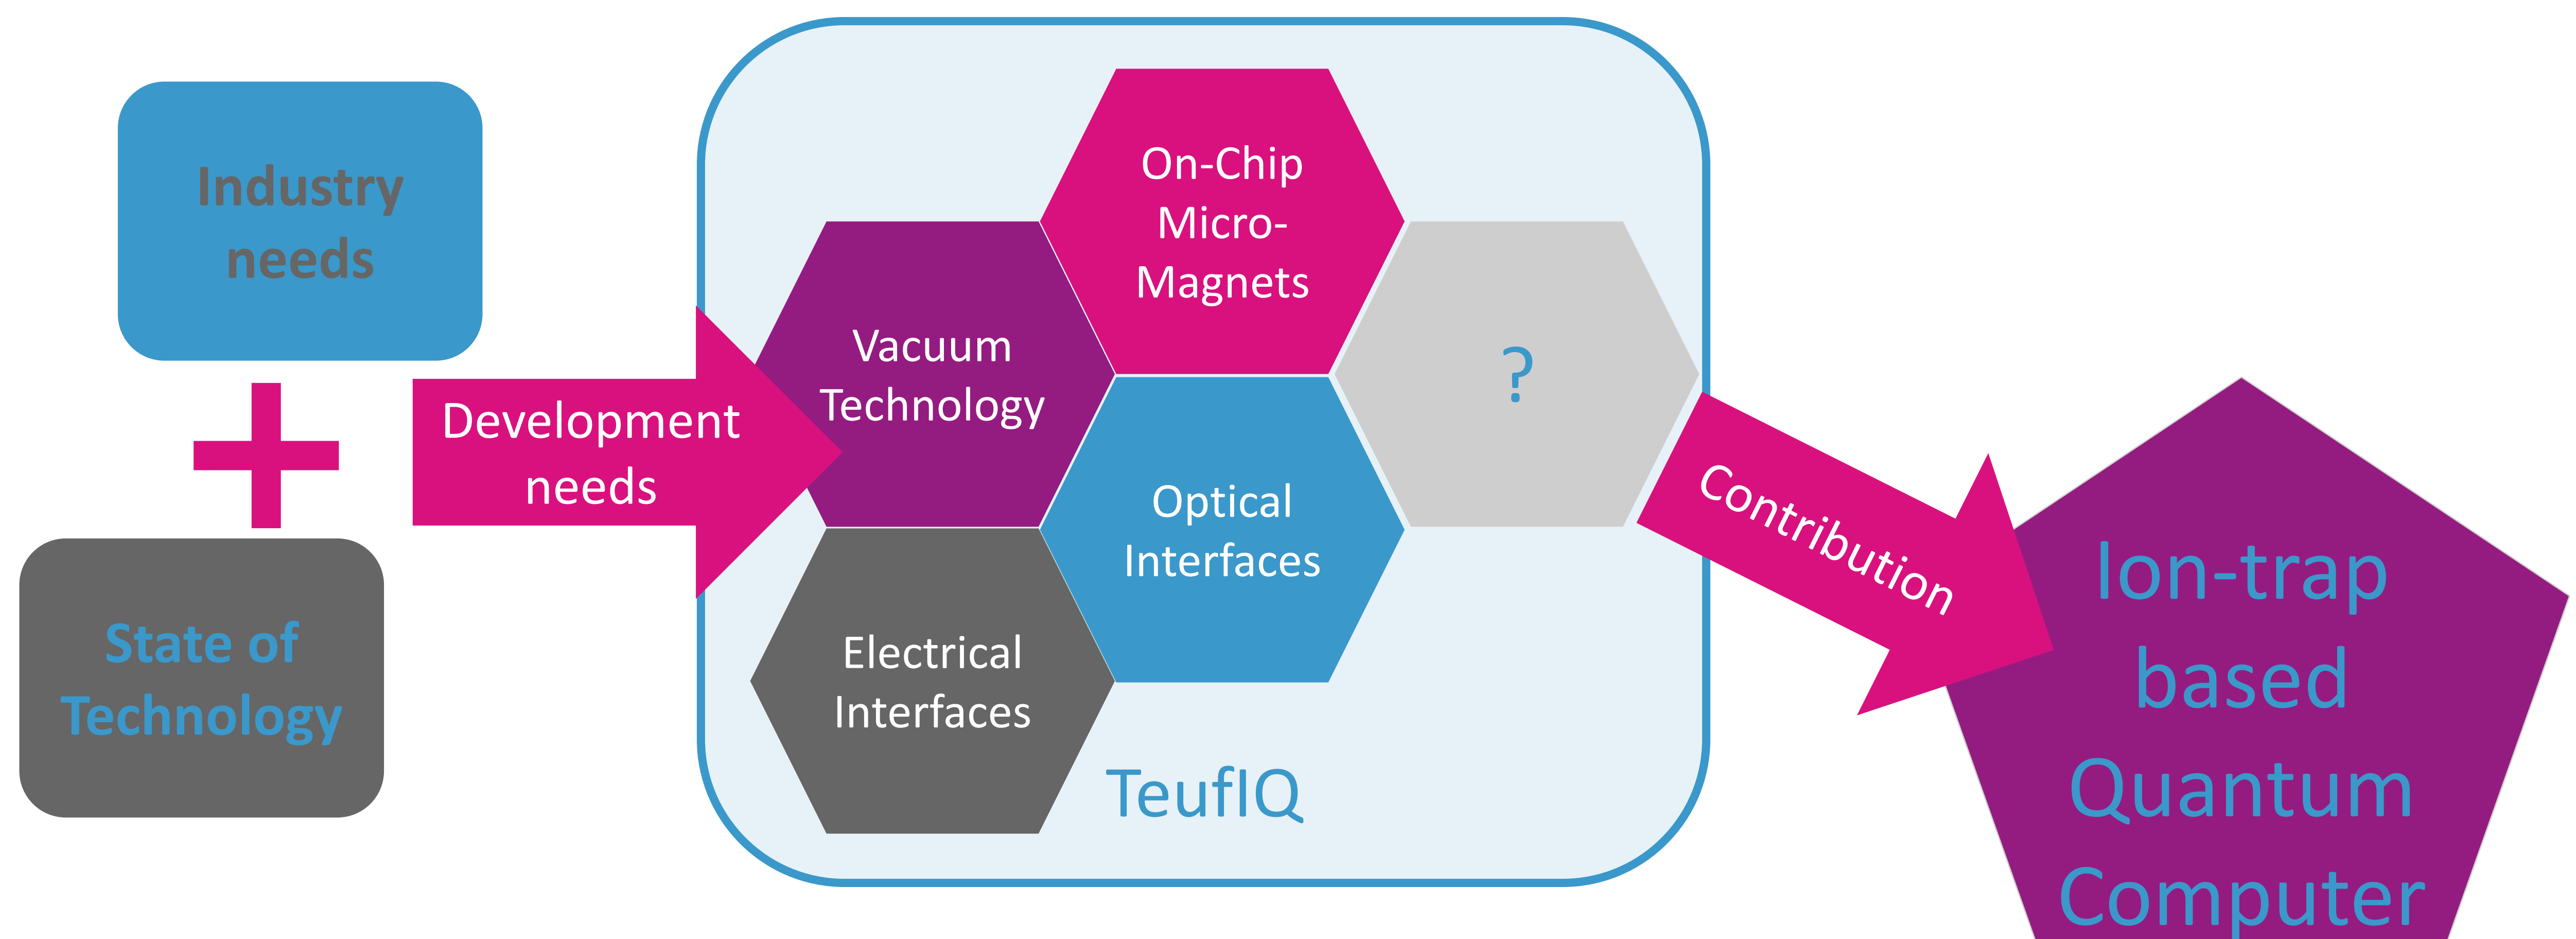 Industry
needs
State of
Technology
Development
needs
Vacuum
Technology
On-Chip
Micro-
Magnets
?
Optical
Interfaces
Electrical
Interfaces
TeufIQ
Contribution
Ion-trap
based
Quantum
Computer